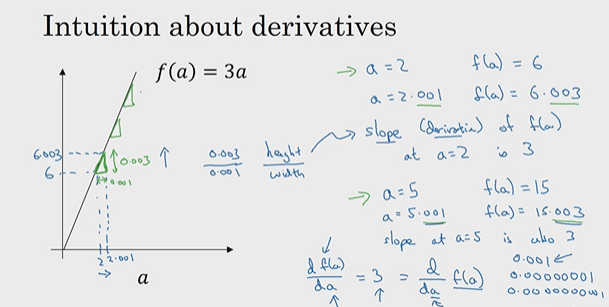 Intuition about derivatives
f(a) = 3a
→ a = 2 f(a) = 6
a = 2.001 f(a) = 6.003
slope (derivative) of f(a)
at a=2 is 3
6.003
6
0.003
0.001
0.003 height
0.001 width
→ a = 5 f(a) = 15
a = 5.001 f(a) = 15.003
slope at a=5 is also 3
2 2.001
a
d f(a)
da
= 3 =
d
da
f(a)
0.001 ←
0.00000001